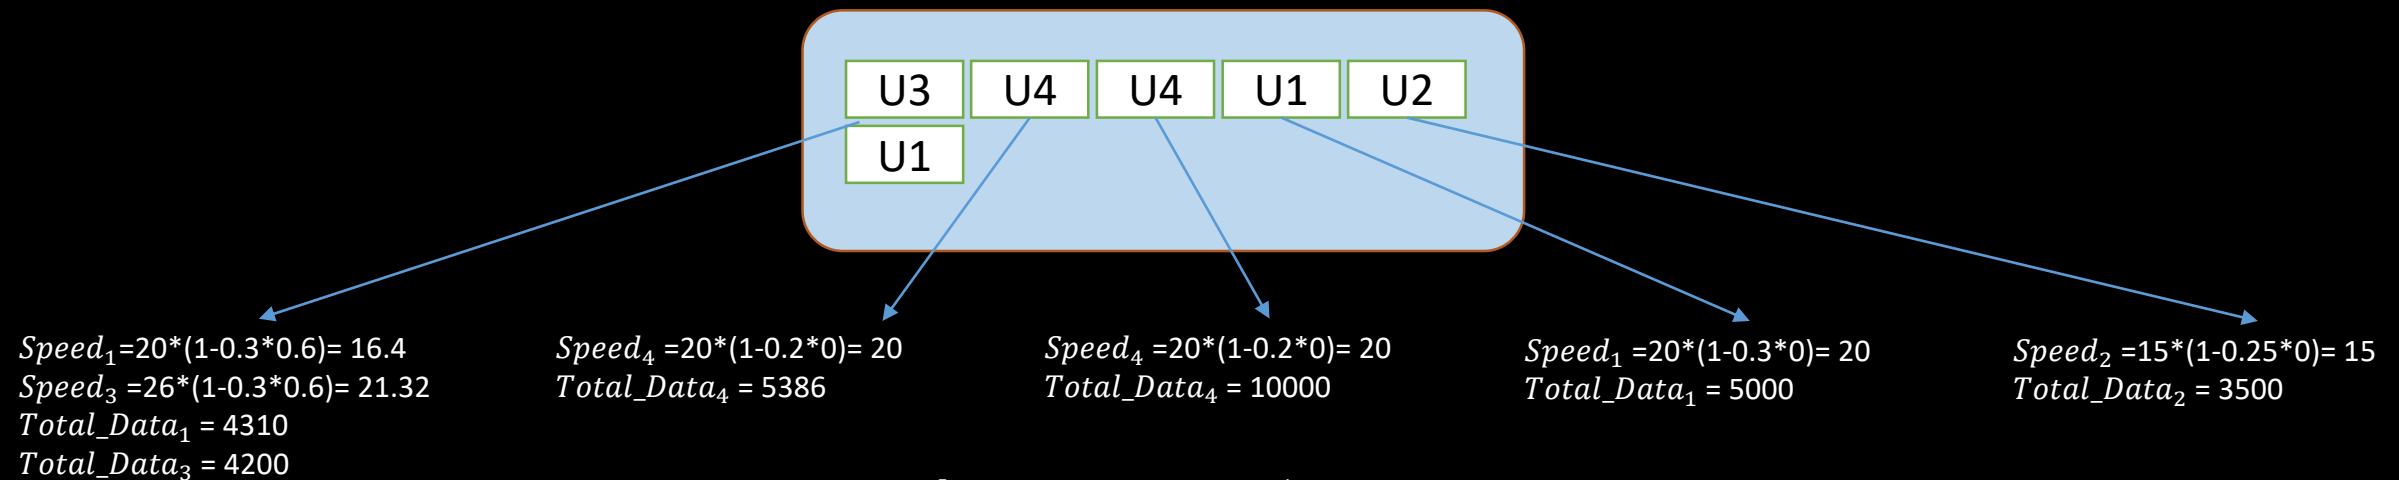 U3 U4 U4 U1 U2
U1
Speed₁=20*(1-0.3*0.6)= 16.4
Speed₃ =26*(1-0.3*0.6)= 21.32
Total_Data₁ = 4310
Total_Data₃ = 4200
Speed₄ =20*(1-0.2*0)= 20
Total_Data₄ = 5386
Speed₄ =20*(1-0.2*0)= 20
Total_Data₄ = 10000
Speed₁ =20*(1-0.3*0)= 20
Total_Data₁ = 5000
Speed₂ =15*(1-0.25*0)= 15
Total_Data₂ = 3500